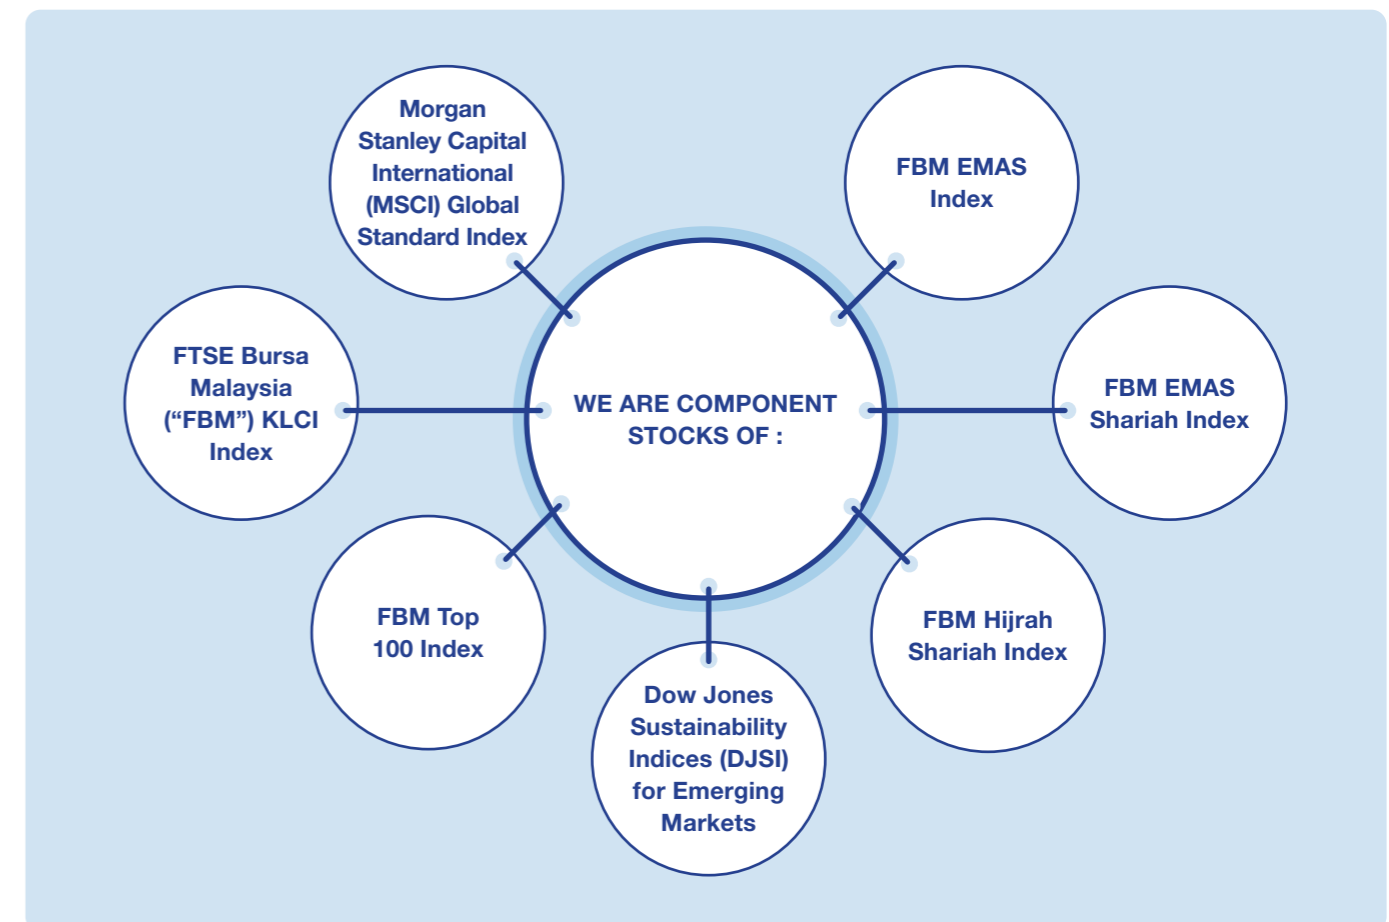 Morgan
Stanley Capital
International
(MSCI) Global
Standard Index
FBM EMAS
Index
FTSE Bursa
Malaysia
(“FBM”) KLCI
Index
WE ARE COMPONENT
STOCKS OF :
FBM EMAS
Shariah Index
FBM Top
100 Index
FBM Hijrah
Shariah Index
Dow Jones
Sustainability
Indices (DJSI)
for Emerging
Markets